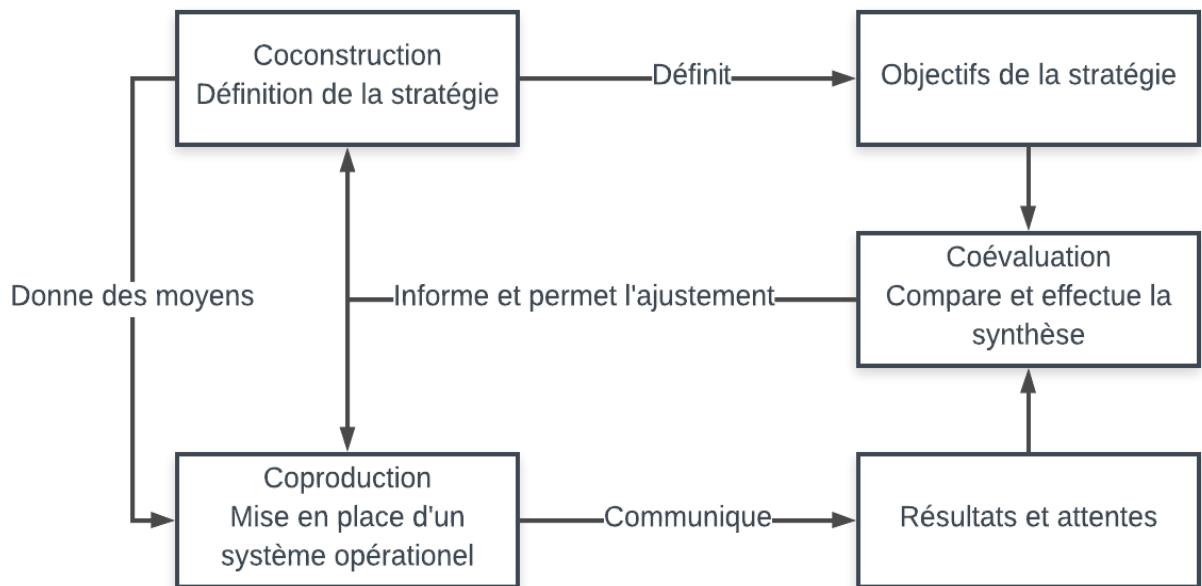 Coconstruction
Définition de la stratégie
Définit
Objectifs de la stratégie
Donne des moyens
Informe et permet l'ajustement
Coévaluation
Compare et effectue la
synthèse
Coproduction
Mise en place d'un
système opérationel
Communique
Résultats et attentes